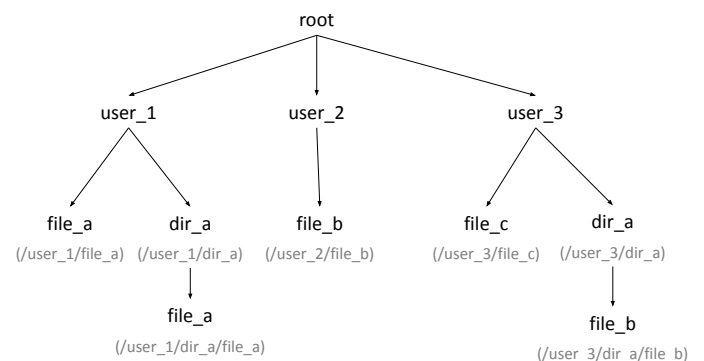 root
user_1 user_2 user_3
file_a dir_a file_b file_c dir_a
(/user_1/file_a) (/user_1/dir_a) (/user_2/file_b) (/user_3/file_c) (/user_3/dir_a)
file_a file_b
(/user_1/dir_a/file_a) (/user_3/dir_a/file_b)